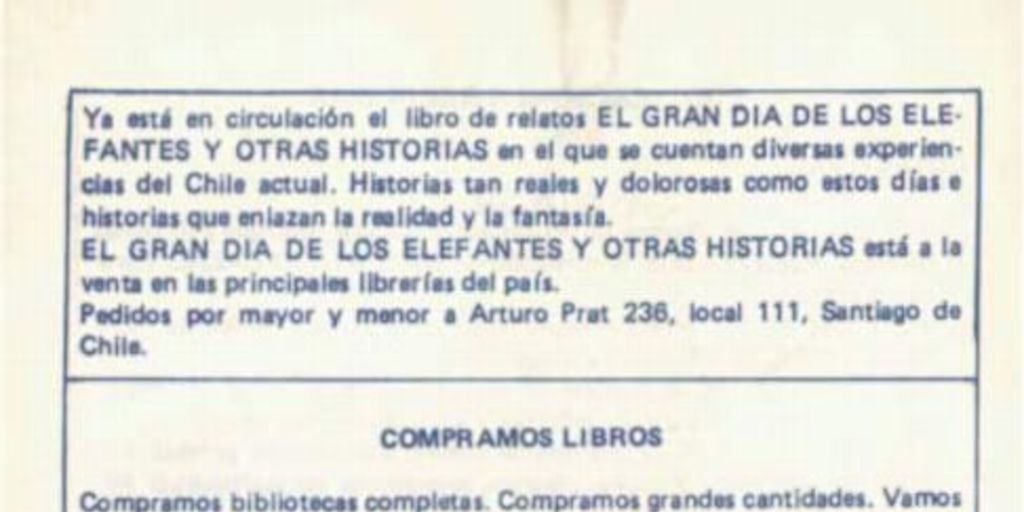 Ya está en circulación el libro de relatos EL GRAN DIA DE LOS ELE-
FANTES Y OTRAS HISTORIAS en el que se cuentan diversas experien-
cias del Chile actual. Historias tan reales y dolorosas como estos días e
historias que enlazan la realidad y la fantasía.
EL GRAN DIA DE LOS ELEFANTES Y OTRAS HISTORIAS está a la
venta en las principales librerías del país.
Pedidos por mayor y menor a Arturo Prat 236, local 111, Santiago de
Chile.
COMPRAMOS LIBROS
Compramos bibliotecas completas. Compramos grandes cantidades. Vamos